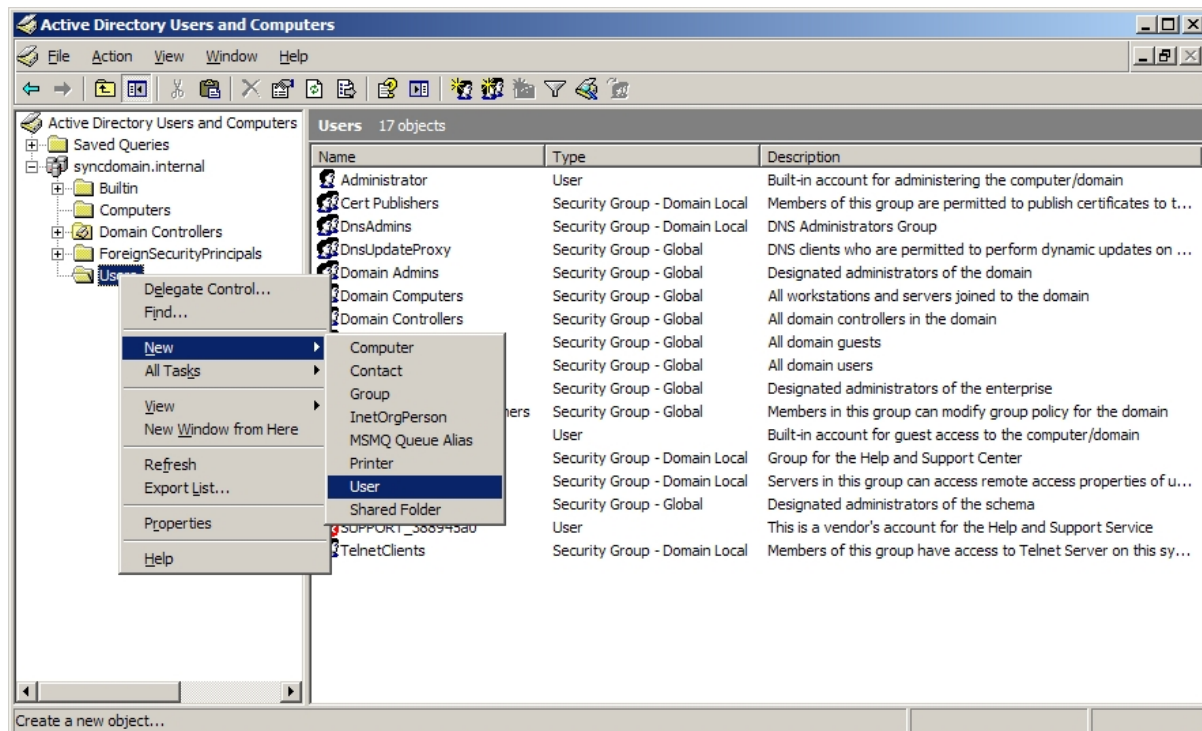 Active Directory Users and Computers
File Action View Window Help
Active Directory Users and Computers
Saved Queries
syncdomain.internal
Builtin
Computers
Domain Controllers
ForeignSecurityPrincipals
Users
Delegate Control...
Find...
New
All Tasks
View
New Window from Here
Refresh
Export List...
Properties
Help
Computer
Contact
Group
InetOrgPerson
MSMQ Queue Alias
Printer
User
Shared Folder
Users 17 objects
Name Type Description
Administrator User Built-in account for administering the computer/domain
Cert Publishers Security Group - Domain Local Members of this group are permitted to publish certificates to t...
DnsAdmins Security Group - Domain Local DNS Administrators Group
DnsUpdateProxy Security Group - Global DNS clients who are permitted to perform dynamic updates on ...
Domain Admins Security Group - Global Designated administrators of the domain
Domain Computers Security Group - Global All workstations and servers joined to the domain
Domain Controllers Security Group - Global All domain controllers in the domain
Security Group - Global All domain guests
Security Group - Global All domain users
Security Group - Global Designated administrators of the enterprise
ners Security Group - Global Members in this group can modify group policy for the domain
User Built-in account for guest access to the computer/domain
Security Group - Domain Local Group for the Help and Support Center
Security Group - Domain Local Servers in this group can access remote access properties of u...
Security Group - Global Designated administrators of the schema
SUPPORT_388945a0 User This is a vendor's account for the Help and Support Service
TelnetClients Security Group - Domain Local Members of this group have access to Telnet Server on this sy...
Create a new object...